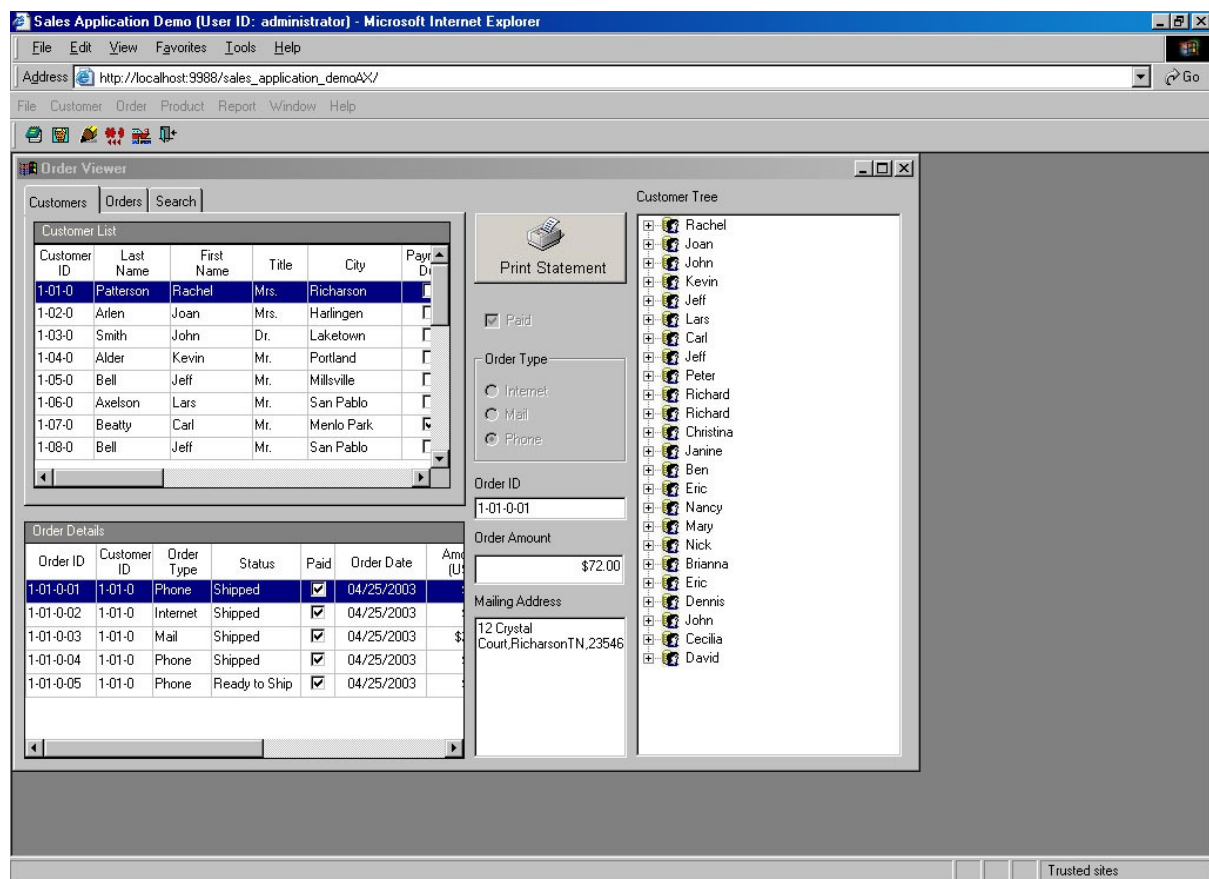 Sales Application Demo (User ID: administrator) - Microsoft Internet Explorer
File Edit View Favorites Tools Help
Address http://localhost:9988/sales_application_demoAX/ Go
File Customer Order Product Report Window Help
Order Viewer
Customers Orders Search
Customer List
Customer ID Last Name First Name Title City
1-01-0 Patterson Rachel Mrs. Richarson
1-02-0 Arlen Joan Mrs. Harlingen
1-03-0 Smith John Dr. Laketown
1-04-0 Alder Kevin Mr. Portland
1-05-0 Bell Jeff Mr. Millsville
1-06-0 Axelson Lars Mr. San Pablo
1-07-0 Beatty Carl Mr. Menlo Park
1-08-0 Bell Jeff Mr. San Pablo
Order Details
Order ID Customer ID Order Type Status Paid Order Date
1-01-0-01 1-01-0 Phone Shipped 04/25/2003
1-01-0-02 1-01-0 Internet Shipped 04/25/2003
1-01-0-03 1-01-0 Mail Shipped 04/25/2003
1-01-0-04 1-01-0 Phone Shipped 04/25/2003
1-01-0-05 1-01-0 Phone Ready to Ship 04/25/2003
Print Statement
Paid
Order Type
Internet
Mail
Phone
Order ID
1-01-0-01
Order Amount
$72.00
Mailing Address
12 Crystal
Court,RicharsonTN,23546
Customer Tree
Rachel
Joan
John
Kevin
Jeff
Lars
Carl
Jeff
Peter
Richard
Richard
Christina
Janine
Ben
Eric
Nancy
Mary
Nick
Brianna
Eric
Dennis
John
Cecilia
David
Trusted sites